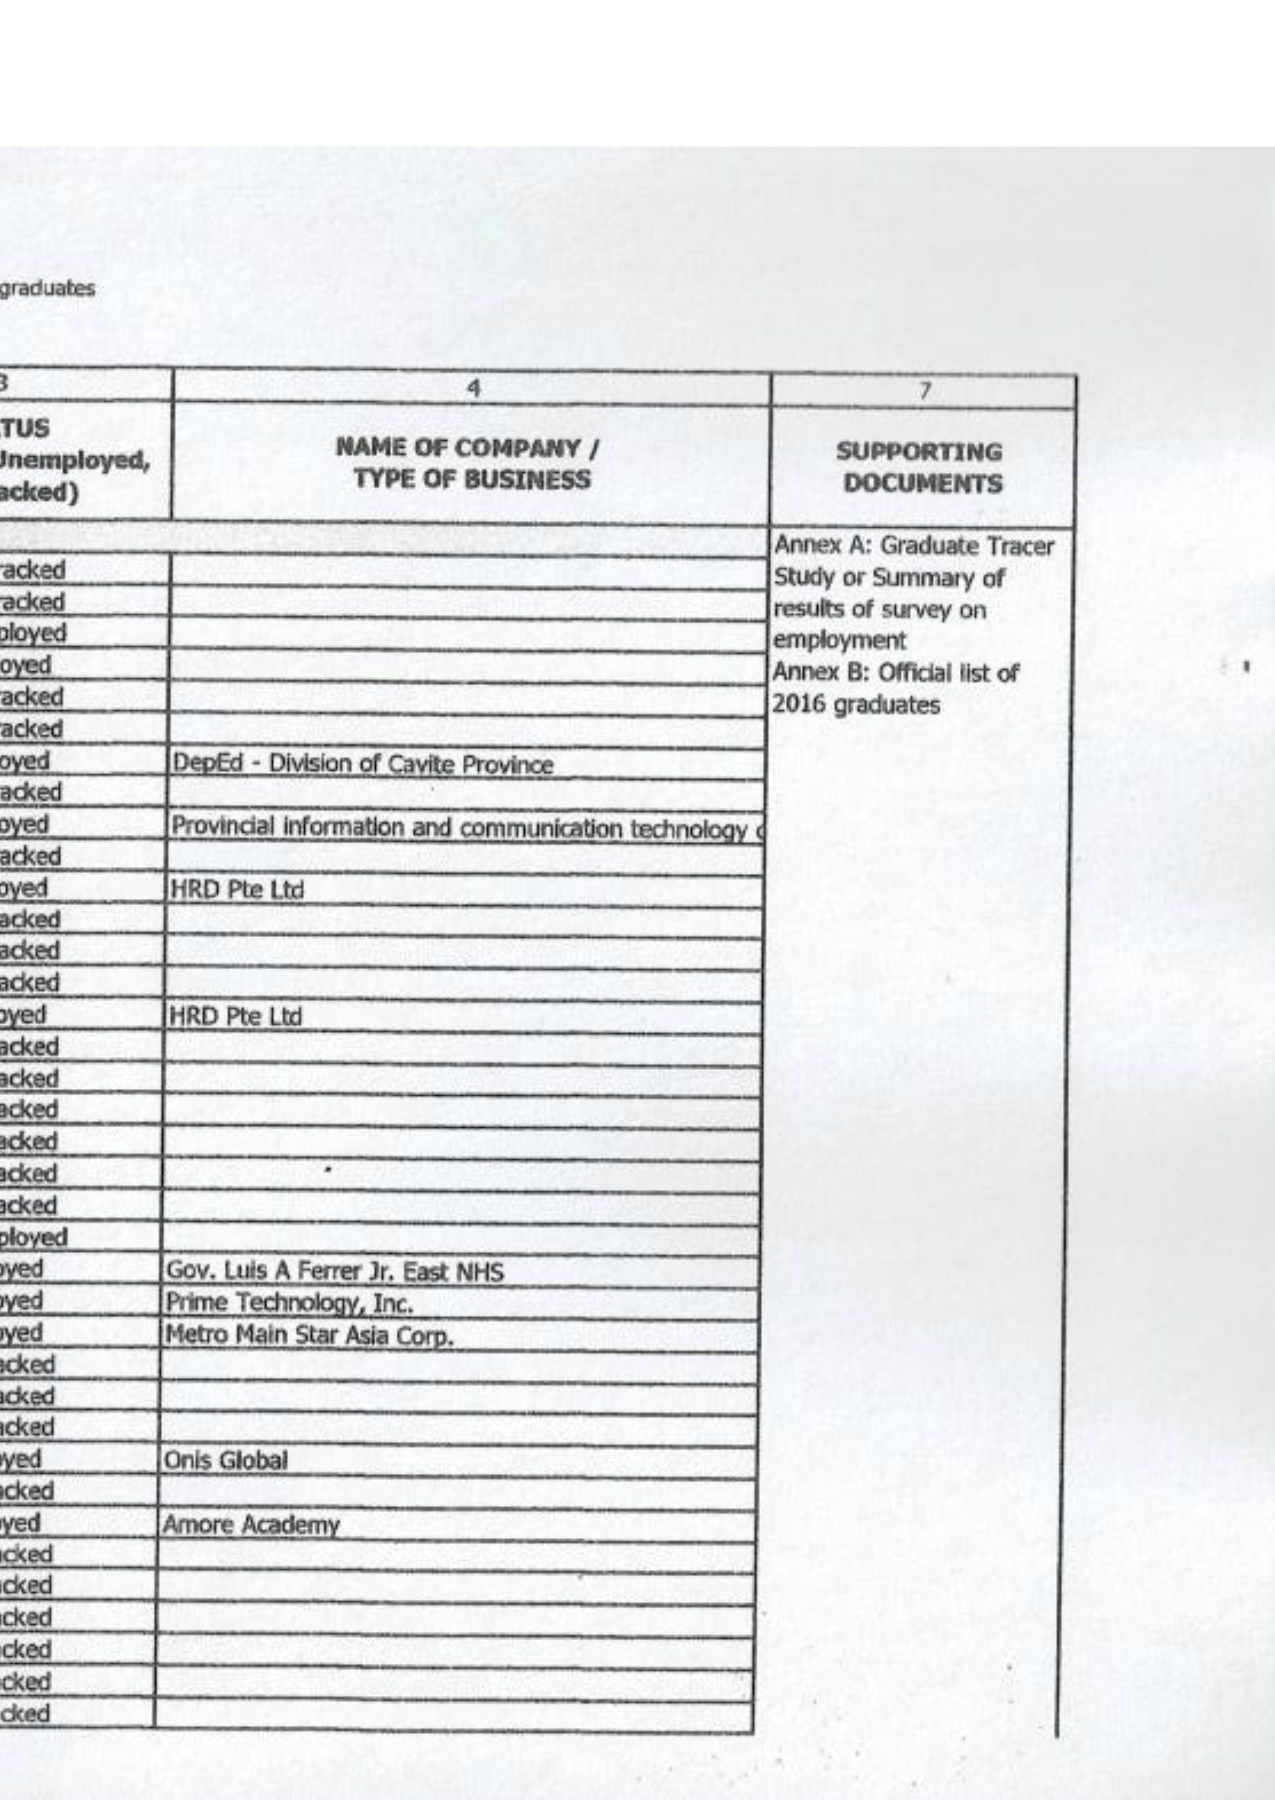 graduates
3
4
7
TUS
Unemployed,
acked)
NAME OF COMPANY /
TYPE OF BUSINESS
SUPPORTING
DOCUMENTS
Annex A: Graduate Tracer
Study or Summary of
results of survey on
employment
Annex B: Official list of
2016 graduates
racked
racked
ployed
oyed
racked
racked
oyed DepEd - Division of Cavite Province
racked
oyed Provincial information and communication technology
acked
oyed HRD Pte Ltd
acked
acked
acked
oyed HRD Pte Ltd
acked
acked
acked
acked
acked
acked
ployed
oyed Gov. Luis A Ferrer Jr. East NHS
oyed Prime Technology, Inc.
oyed Metro Main Star Asia Corp.
acked
acked
acked
yed Onis Global
acked
yed Amore Academy
acked
cked
cked
cked
cked
cked